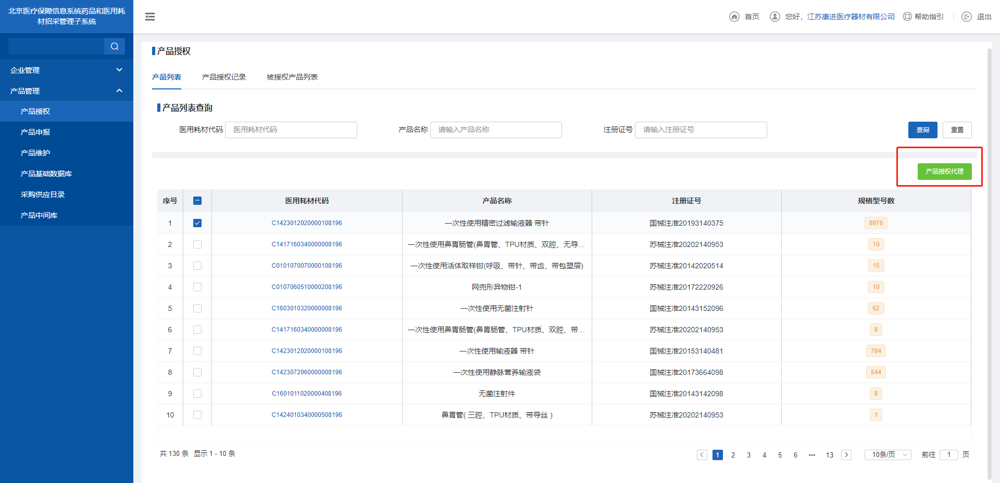 北京医疗保障信息系统药品和医用耗
材招采管理子系统
首页
您好，江苏康进医疗器材有限公司
帮助指引
退出
企业管理
产品管理
产品授权
产品申报
产品维护
产品基础数据库
采购供应目录
产品中间库
产品授权
产品列表 产品授权记录 被授权产品列表
产品列表查询
医用耗材代码 医用耗材代码 产品名称 请输入产品名称 注册证号 请输入注册证号 查询 重置
产品授权代理
序号 医用耗材代码 产品名称 注册证号 规格型号数
1 C1423012020000108196 一次性使用精密过滤输液器 带针 国械注准20193140375 8976
2 C1417160340000008196 一次性使用鼻胃肠管(鼻胃管、TPU材质、双腔、无导... 苏械注准20202140953 10
3 C0101070070000108196 一次性使用活体取样钳(呼吸、带针、带齿、带包塑层) 苏械注准20142020514 15
4 C0107060510000208196 网兜形异物钳-1 苏械注准20172220926 10
5 C1603010320000008196 一次性使用无菌注射针 国械注准20143152096 62
6 C1417160340000008196 一次性使用鼻胃肠管(鼻胃肠管、TPU材质、双腔、带... 苏械注准20202140953 6
7 C1423012020000108196 一次性使用输液器 带针 国械注准20153140481 784
8 C1423072060000008196 一次性使用静脉营养输液袋 国械注准20173664098 544
9 C1601011020000408196 无菌注射件 国械注准20143142098 8
10 C1424010340000508196 鼻胃管( 三腔、TPU材质、带导丝 ) 苏械注准20202140953 1
共 130 条 显示 1 - 10 条 1 2 3 4 5 6 ••• 13 10条/页 前往 1 页